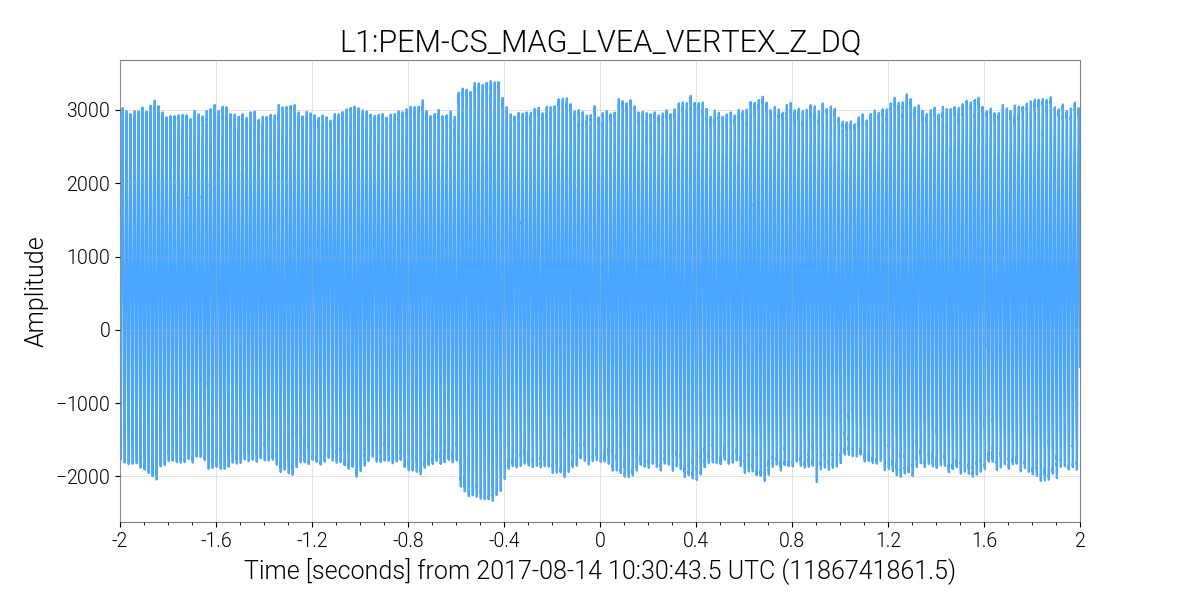 L1:PEM-CS_MAG_LVEA_VERTEX_Z_DQ
Amplitude
3000
2000
1000
0
−1000
−2000
-2 -1.6 -1.2 -0.8 -0.4 0 0.4 0.8 1.2 1.6 2
Time [seconds] from 2017-08-14 10:30:43.5 UTC (1186741861.5)